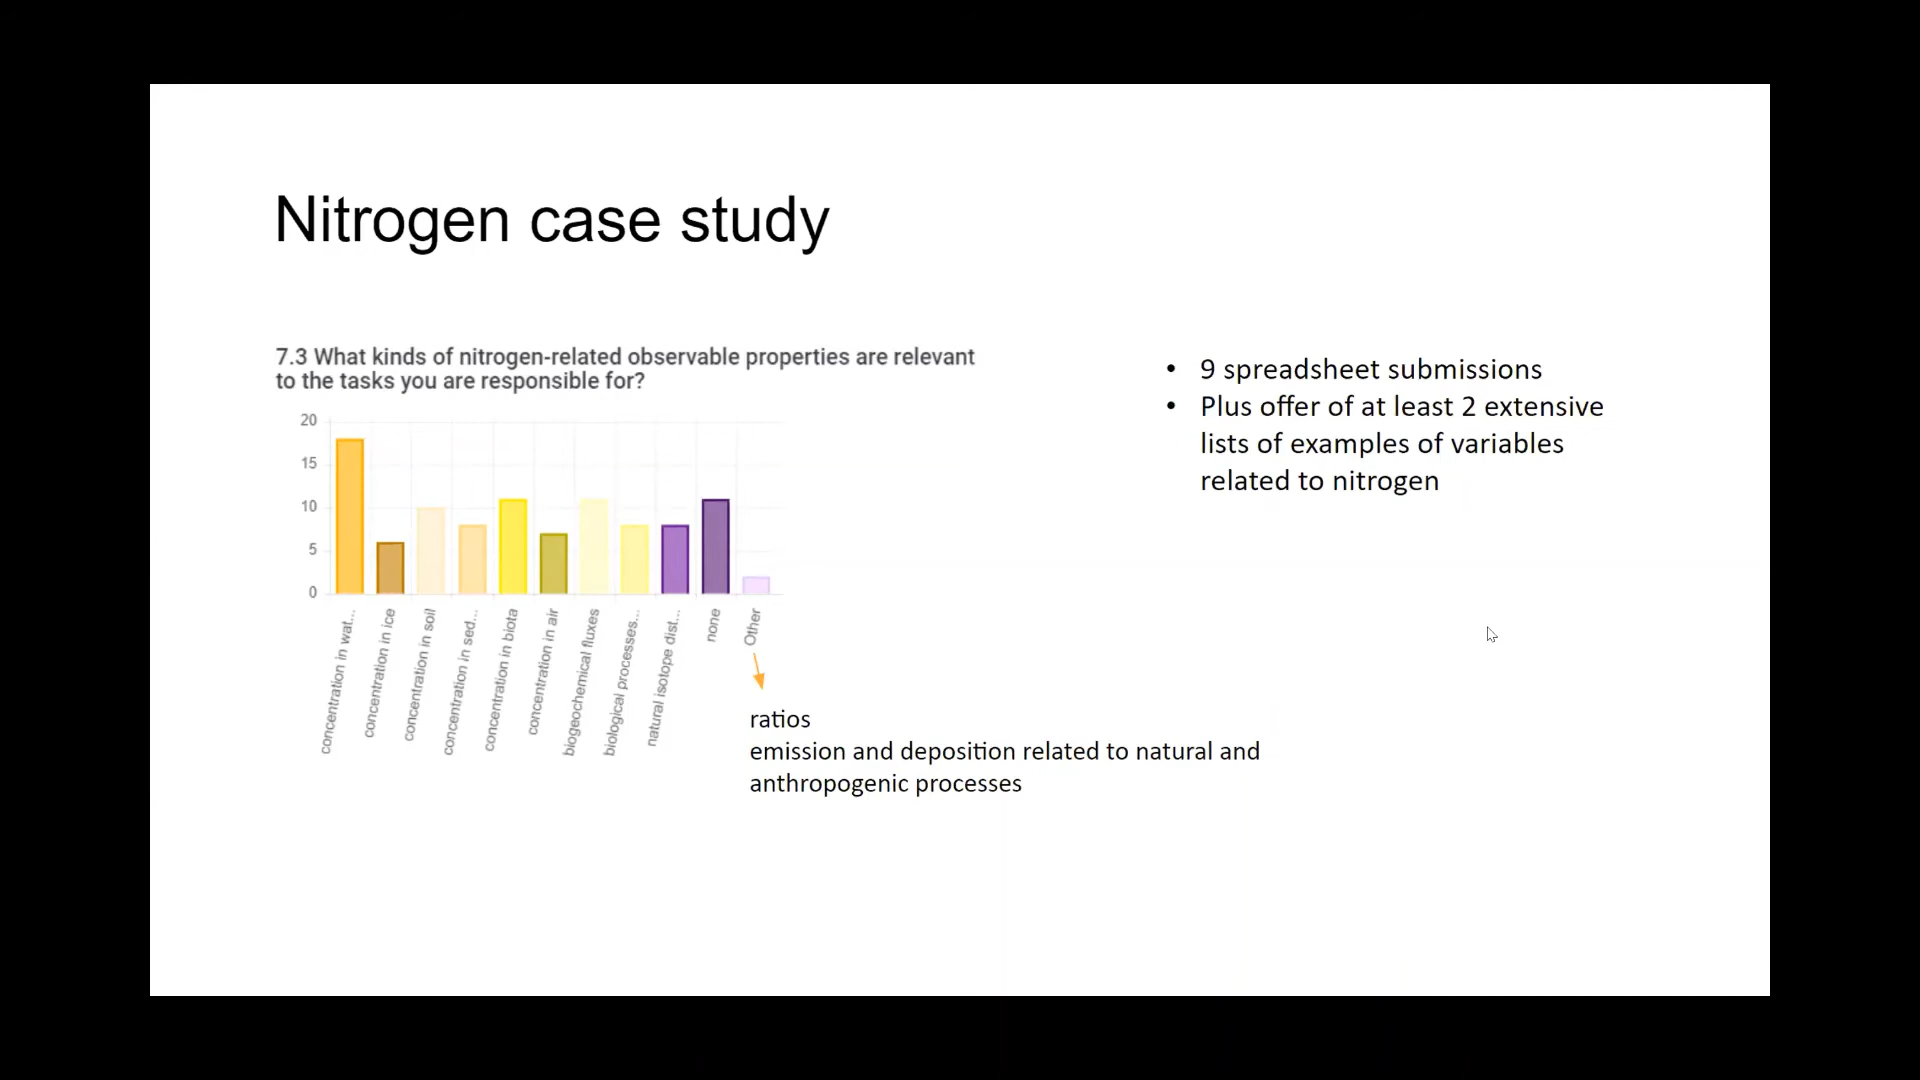 Nitrogen case study
7.3 What kinds of nitrogen-related observable properties are relevant
to the tasks you are responsible for?
20
15
10
5
0
concentration in wat...
concentration in ice
concentration in soil
concentration in sed...
concentration in biota
concentration in air
biogeochemical fluxes
biological processes...
natural isotope dist...
none
Other
ratios
emission and deposition related to natural and
anthropogenic processes
• 9 spreadsheet submissions
• Plus offer of at least 2 extensive
lists of examples of variables
related to nitrogen